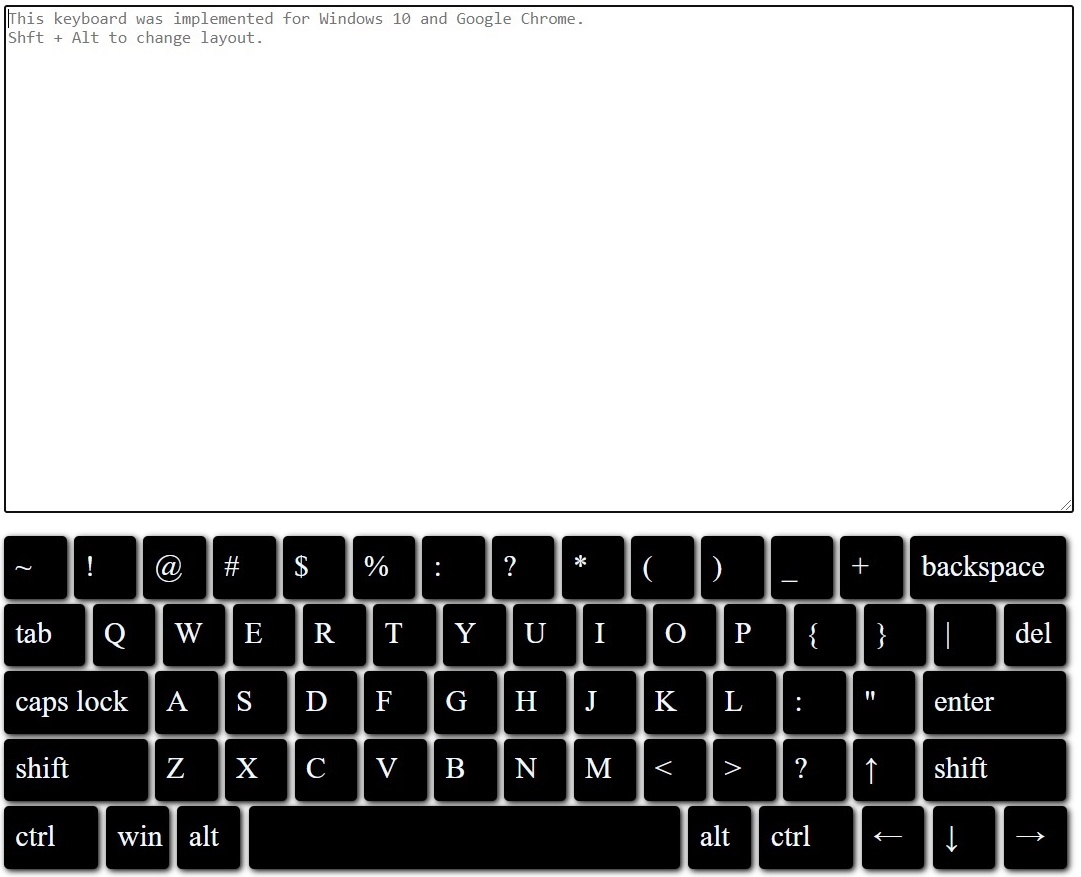 This keyboard was implemented for Windows 10 and Google Chrome.
Shft + Alt to change layout.
~ ! @ # $ % : ? * ( ) _ + backspace
tab Q W E R T Y U I O P { } | del
caps lock A S D F G H J K L : " enter
shift Z X C V B N M < > ? ↑ shift
ctrl win alt alt ctrl ← ↓ →